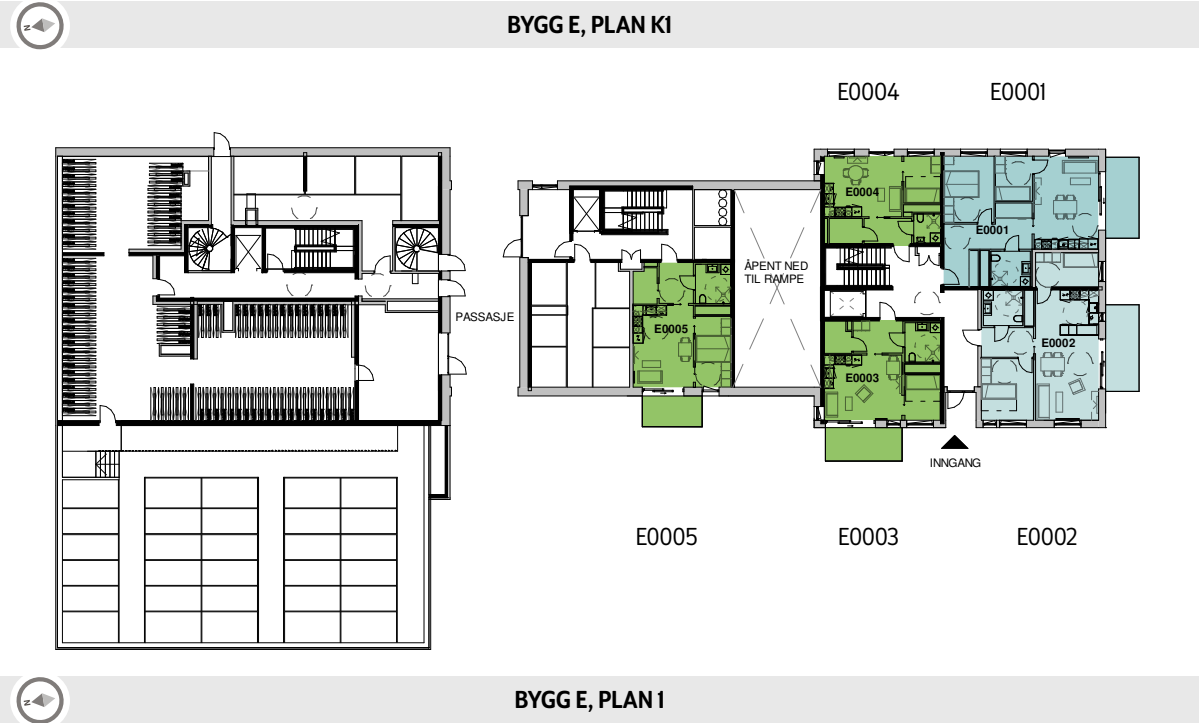 Z
BYGG E, PLAN K1
E0004
E0001
E0004
E0001
ÅPENT NED
TIL RAMPE
PASSASJE
E0005
E0002
E0003
INNGANG
E0005
E0003
E0002
Z
BYGG E, PLAN 1